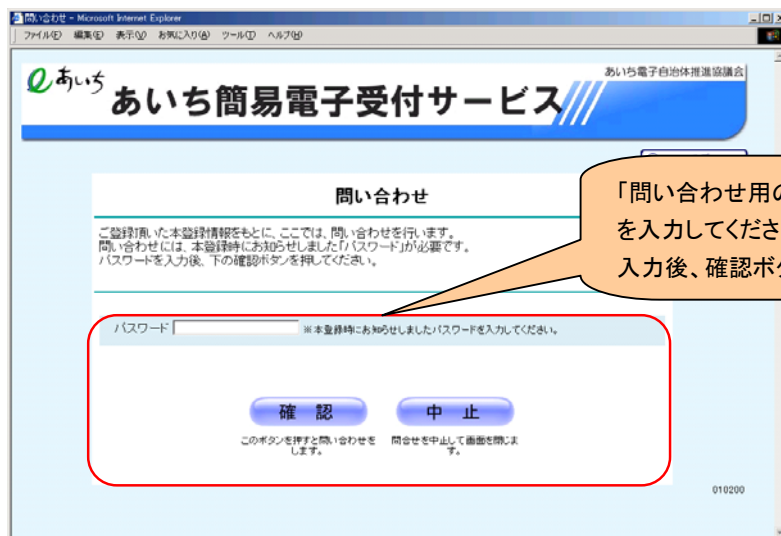 問い合わせ - Microsoft Internet Explorer
ファイル(F) 編集(E) 表示(V) お気に入り(A) ツール(T) ヘルプ(H)
あいち
あいち電子自治体推進協議会
あいち簡易電子受付サービス
問い合わせ
「問い合わせ用の
を入力してくださ
入力後、確認ボ
ご登録頂いた本登録情報をもとに、ここでは、問い合わせを行います。
問い合わせには、本登録時にお知らせしました「パスワード」が必要です。
パスワードを入力後、下の確認ボタンを押してください。
パスワード ※本登録時にお知らせしましたパスワードを入力してください。
確 認 中 止
このボタンを押すと問い合わせを 問合せを中止して画面を閉じま
します。 す。
010200